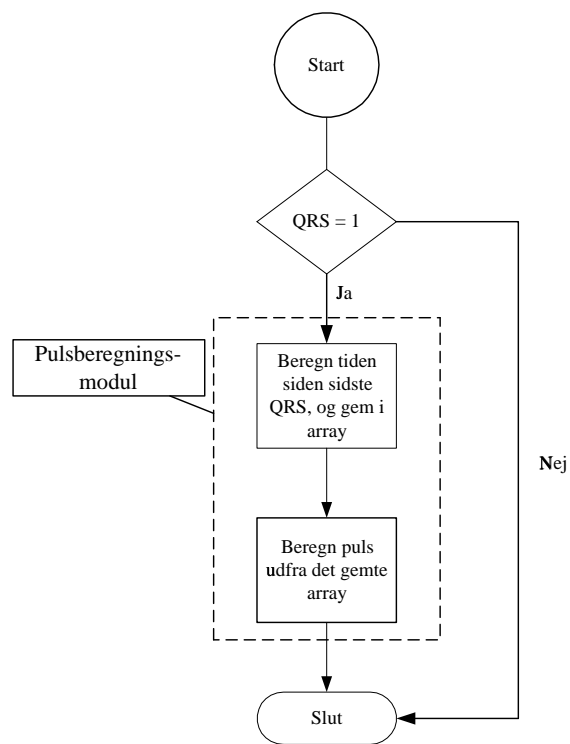 Start
QRS = 1
Ja
Pulsberegnings-
modul
Beregn tiden
siden sidste
QRS, og gem i
array
Nej
Beregn puls
udfra det gemte
array
Slut